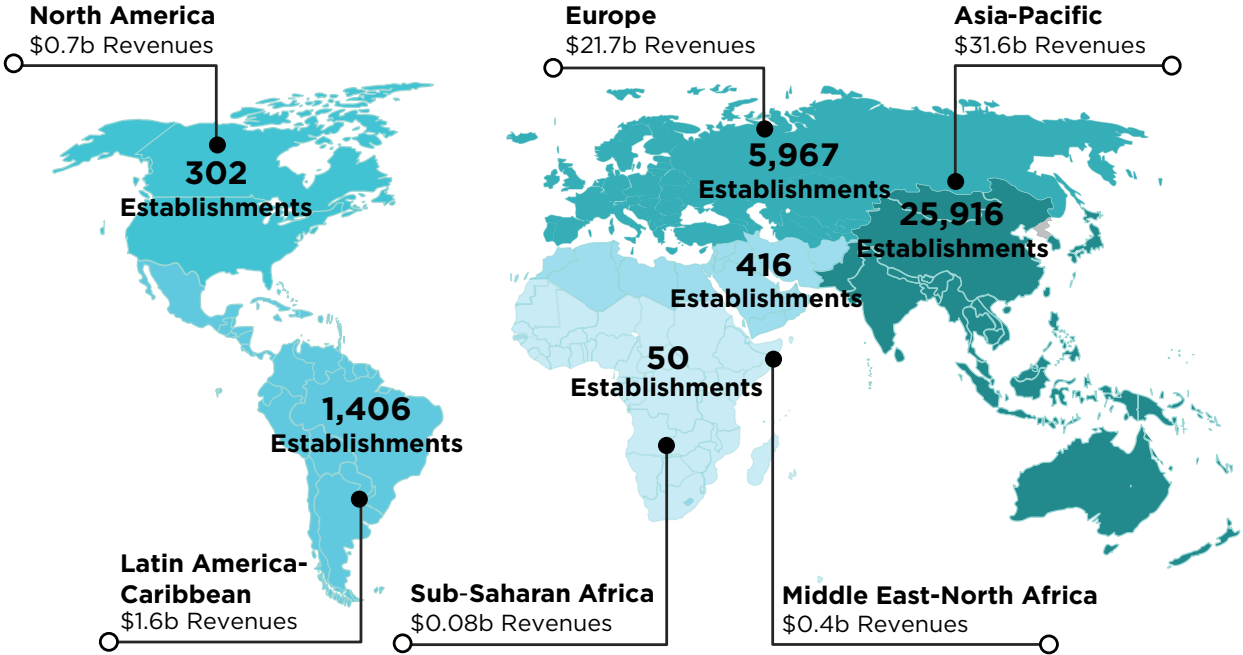 North America
$0.7b Revenues
Europe
$21.7b Revenues
Asia-Pacific
$31.6b Revenues
302
Establishments
5,967
Establishments
25,916
Establishments
416
Establishments
50
Establishments
1,406
Establishments
Latin America-
Caribbean
$1.6b Revenues
Sub-Saharan Africa
$0.08b Revenues
Middle East-North Africa
$0.4b Revenues